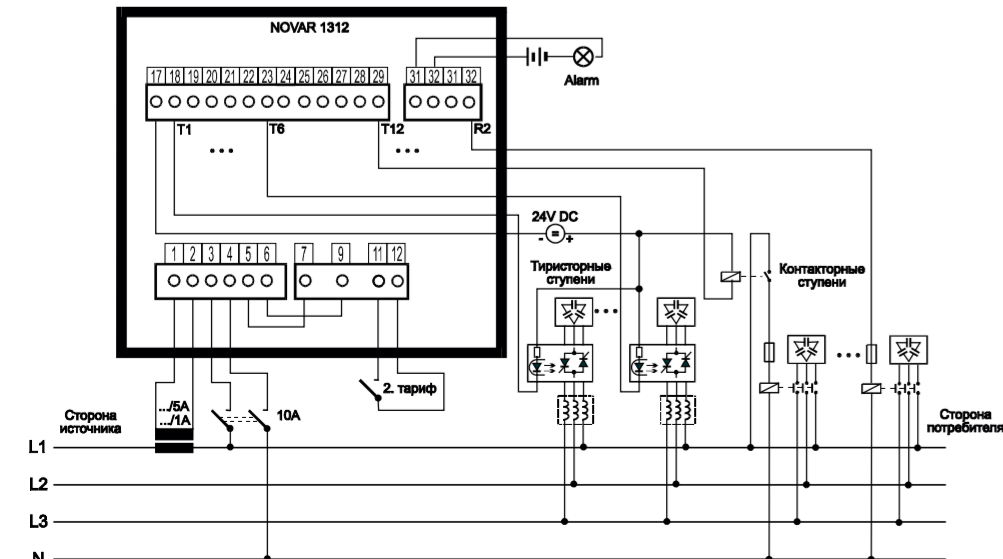 NOVAR 1312
17 18 19 20 21 22 23 24 25 26 27 28 29
31 32 31 32
Alarm
T1
T6
T12
R2
24V DC
- = +
Тиристорные
ступени
Контакторные
ступени
1 2 3 4 5 6
7 9 11 12
2. тариф
.../5A
.../1A
10A
Сторона
источника
Сторона
потребителя
L1
L2
L3
N